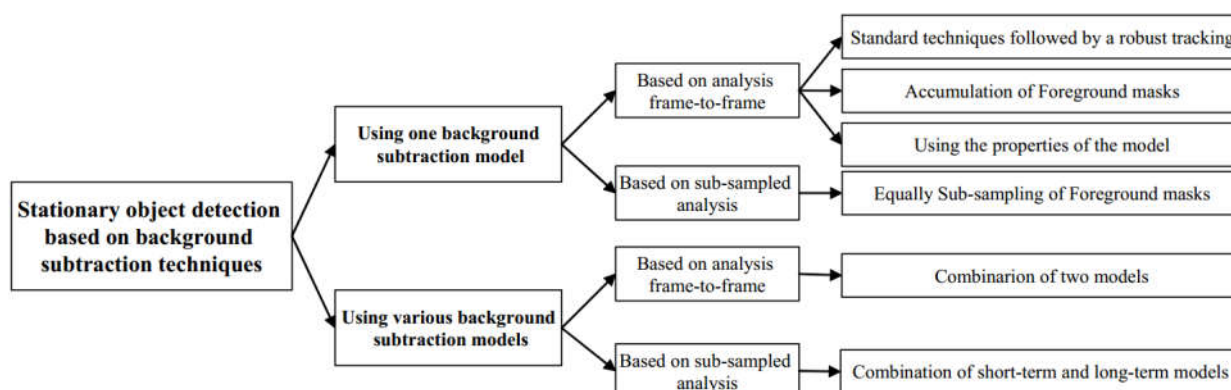 Stationary object detection
based on background
subtraction techniques
Using one background
subtraction model
Using various background
subtraction models
Based on analysis
frame-to-frame
Based on sub-sampled
analysis
Based on analysis
frame-to-frame
Based on sub-sampled
analysis
Standard techniques followed by a robust tracking
Accumulation of Foreground masks
Using the properties of the model
Equally Sub-sampling of Foreground masks
Combinarion of two models
Combination of short-term and long-term models